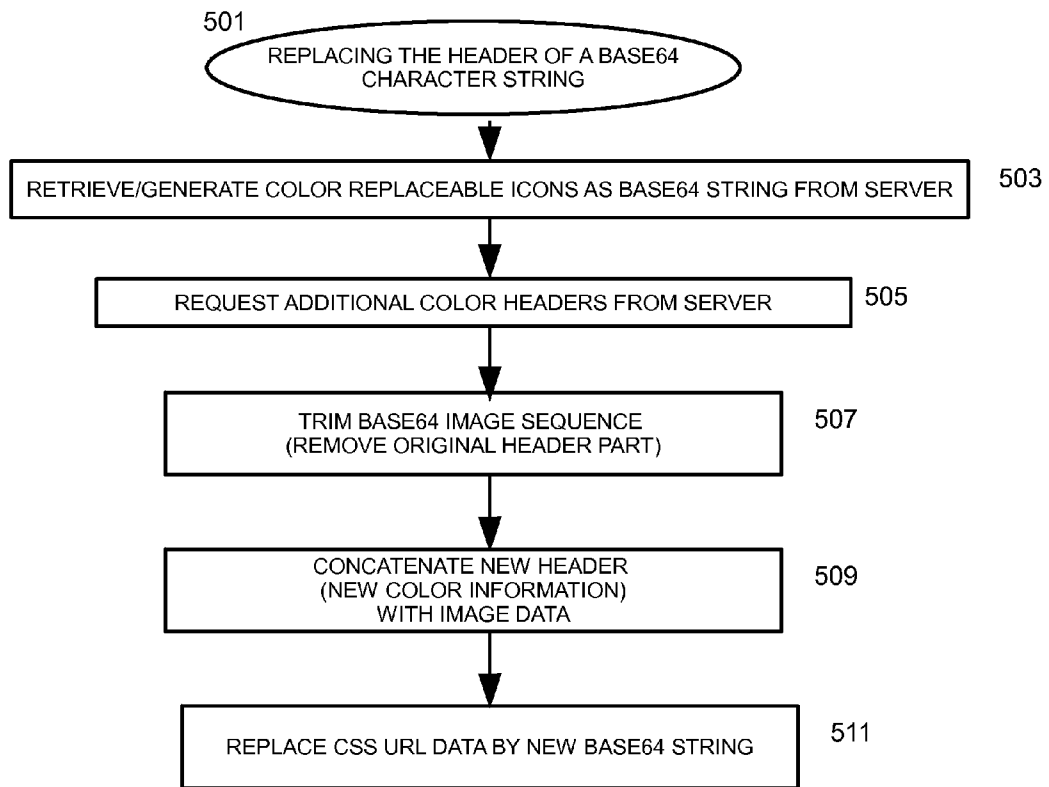 501
REPLACING THE HEADER OF A BASE64
CHARACTER STRING
RETRIEVE/GENERATE COLOR REPLACEABLE ICONS AS BASE64 STRING FROM SERVER
503
REQUEST ADDITIONAL COLOR HEADERS FROM SERVER
505
TRIM BASE64 IMAGE SEQUENCE
(REMOVE ORIGINAL HEADER PART)
507
CONCATENATE NEW HEADER
(NEW COLOR INFORMATION)
WITH IMAGE DATA
509
REPLACE CSS URL DATA BY NEW BASE64 STRING
511